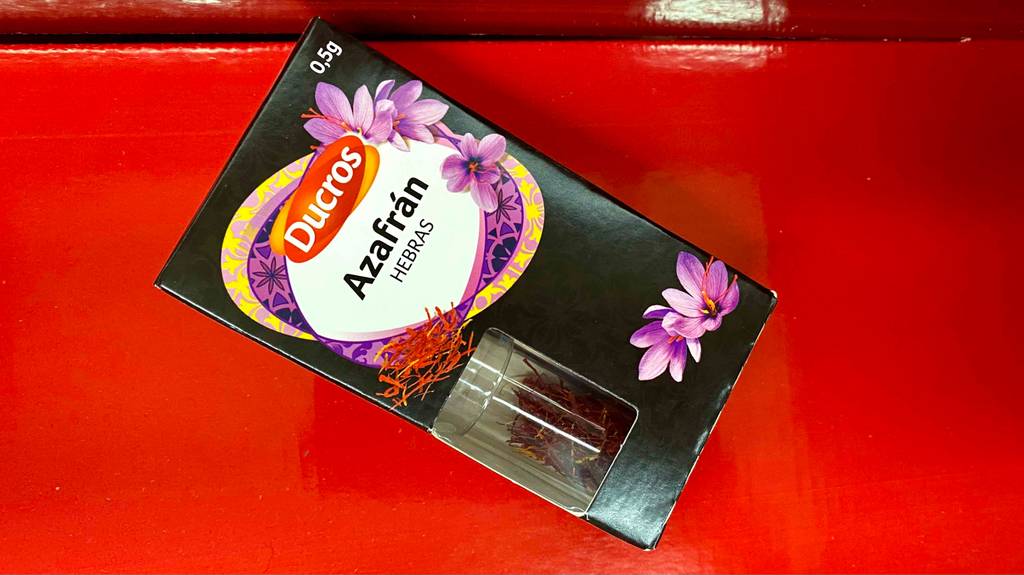 0,5g
Ducros
Azafrán
HEBRAS